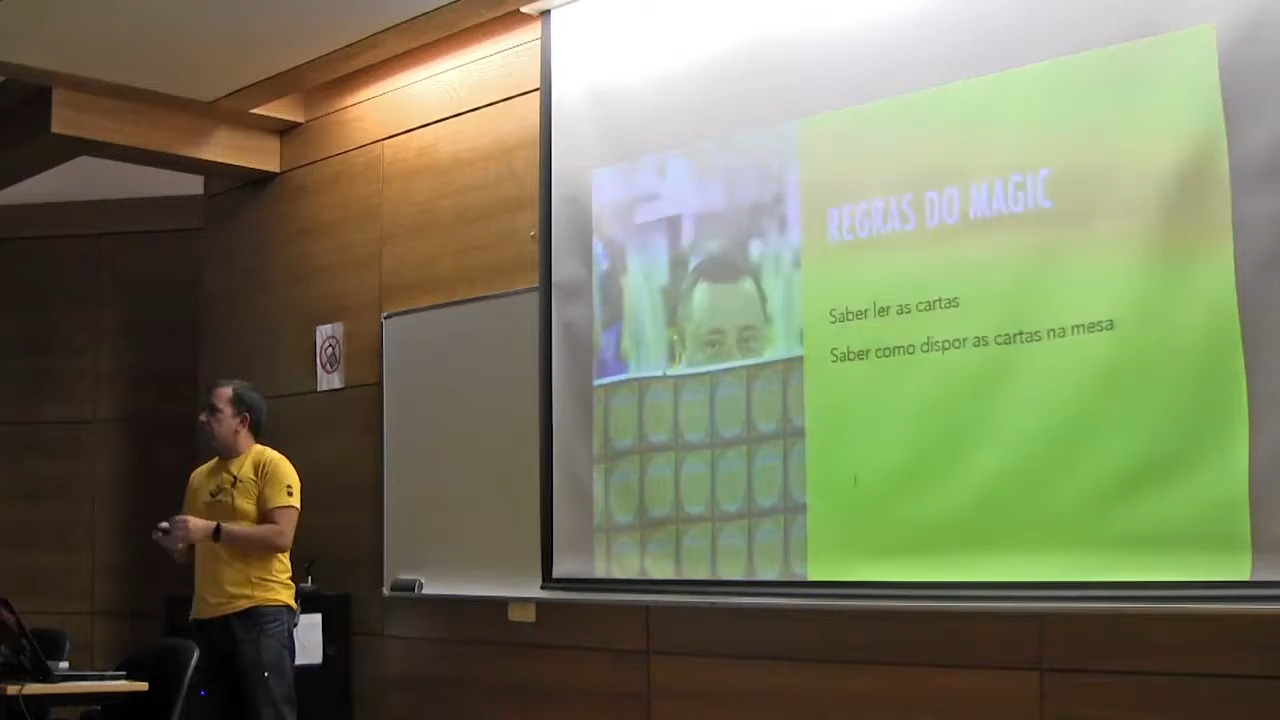 REGRAS DO MAGIC
Saber ler as cartas
Saber como dispor as cartas na mesa